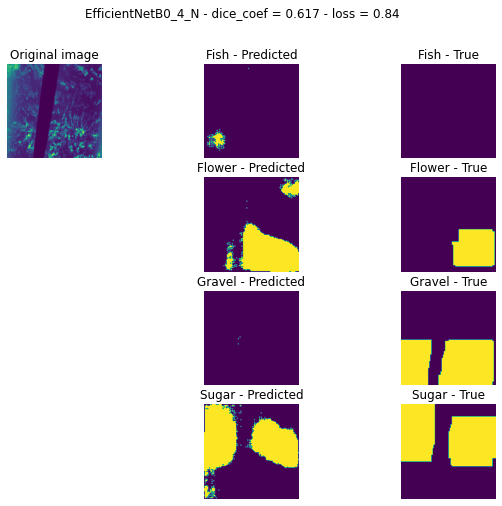 EfficientNetB0_4_N - dice_coef = 0.617 - loss = 0.84
Original image
Fish - Predicted
Fish - True
Flower - Predicted
Flower - True
Gravel - Predicted
Gravel - True
Sugar - Predicted
Sugar - True